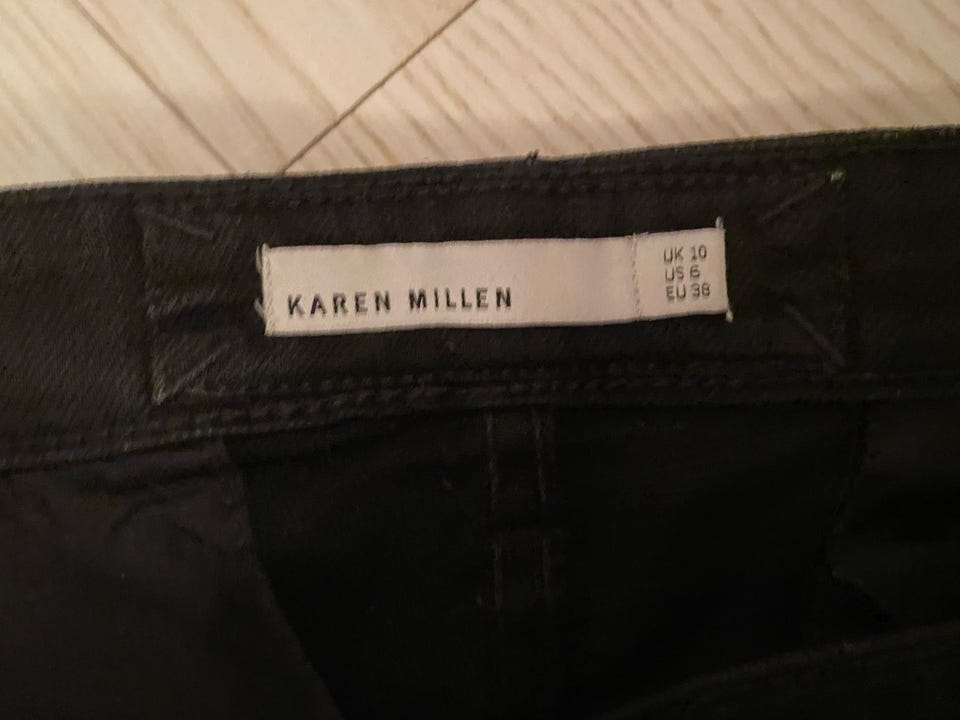 KAREN MILLEN
UK 10
US 6
EU 38